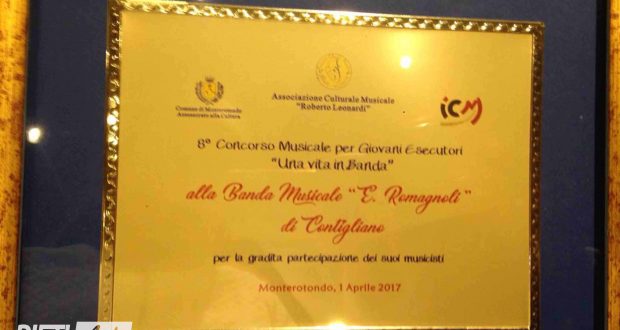 Comune di Monterotondo
Assessorato alla Cultura
Associazione Culturale Musicale
"Roberto Leonardi"
iCM
8° Concorso Musicale per Giovani Esecutori
"Una vita in Banda"
alla Banda Musicale "E. Romagnoli"
di Contigliano
per la gradita partecipazione dei suoi musicisti
Monterotondo, 1 Aprile 2017